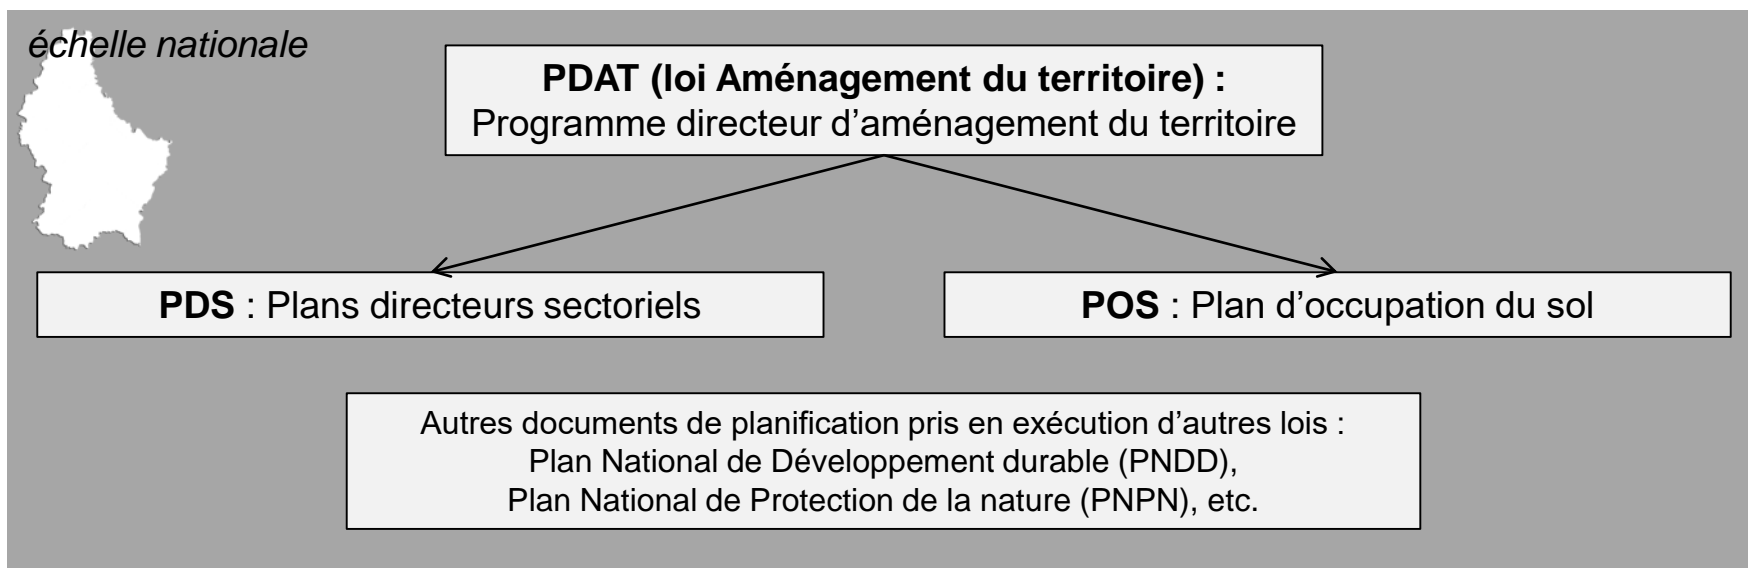 échelle nationale
PDAT (loi Aménagement du territoire) :
Programme directeur d’aménagement du territoire
PDS : Plans directeurs sectoriels
POS : Plan d’occupation du sol
Autres documents de planification pris en exécution d’autres lois :
Plan National de Développement durable (PNDD),
Plan National de Protection de la nature (PNPN), etc.